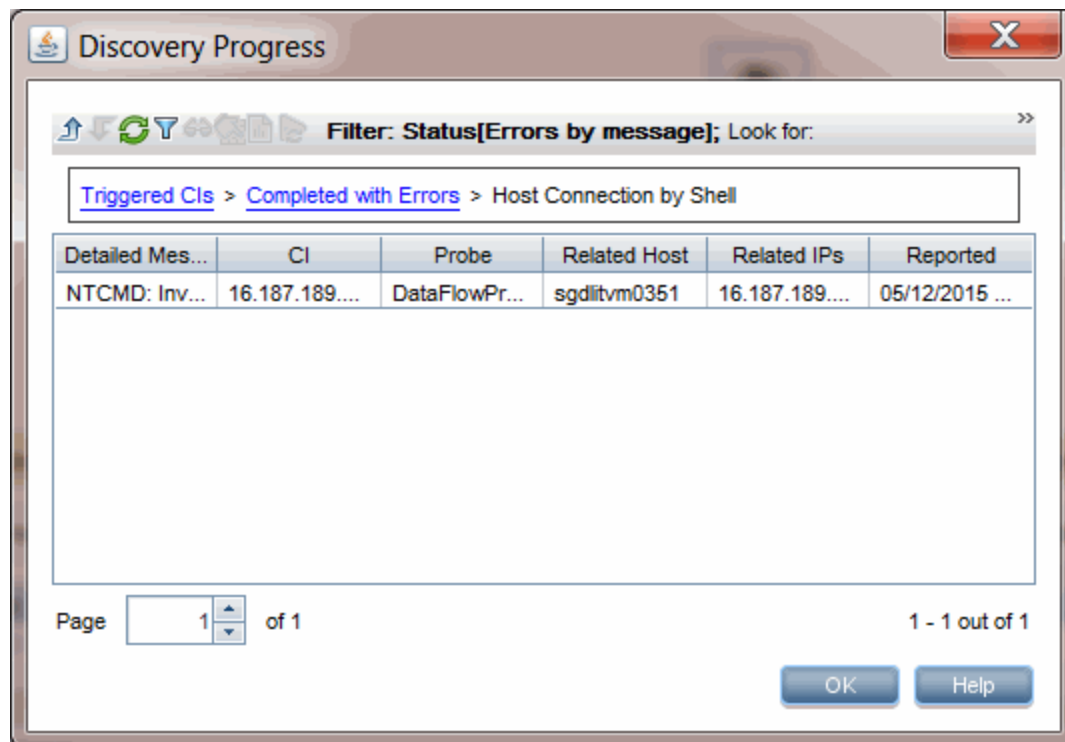 Discovery Progress
Filter: Status[Errors by message]; Look for:
Triggered CIs > Completed with Errors > Host Connection by Shell
Detailed Mes... CI Probe Related Host Related IPs Reported
NTCMD: Inv... 16.187.189.... DataFlowPr... sgdlitvm0351 16.187.189.... 05/12/2015 ...
Page 1 of 1 1 - 1 out of 1
OK Help